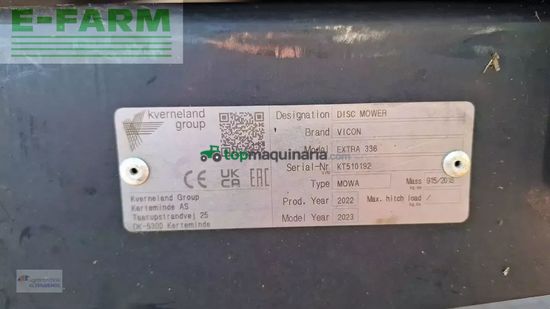 E-FARM
kverneland
group
Designation DISC MOWER
Brand VICON
Model EXTRA 336
topmaquinaria.com
Serial-Nr KT510192
CE UK CA EAC
Type MOWA Mass kg
Kverneland Group
Kerteminde AS
Taarupstrandvej 25
DK-5300 Kerteminde
Prod. Year 2022 Max. hitch load /
Model Year 2023